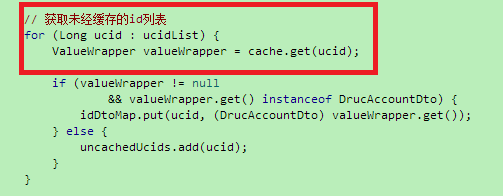 // 获取未经缓存的id列表
for (Long ucid : ucidList) {
ValueWrapper valueWrapper = cache.get(ucid);
if (valueWrapper != null
&& valueWrapper.get() instanceof DrucAccountDto) {
idDtoMap.put(ucid, (DrucAccountDto) valueWrapper.get());
} else {
uncachedUcids.add(ucid);
}
}